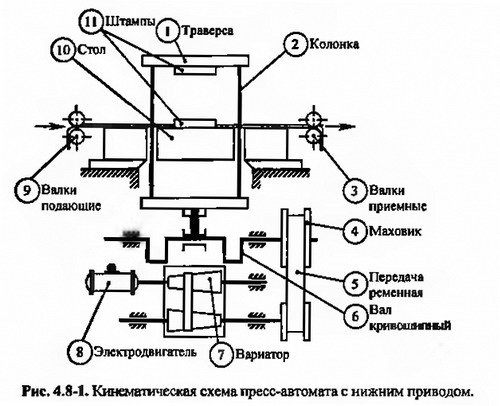 11 Штампы
1 Траверса
10 Стол
2 Колонка
9 Валки
подающие
3 Валки
приемные
4 Маховик
5 Передача
ременная
6 Вал
кривошипный
8 Электродвигатель
7 Вариатор
Рис. 4.8-1. Кинематическая схема пресс-автомата с нижним приводом.